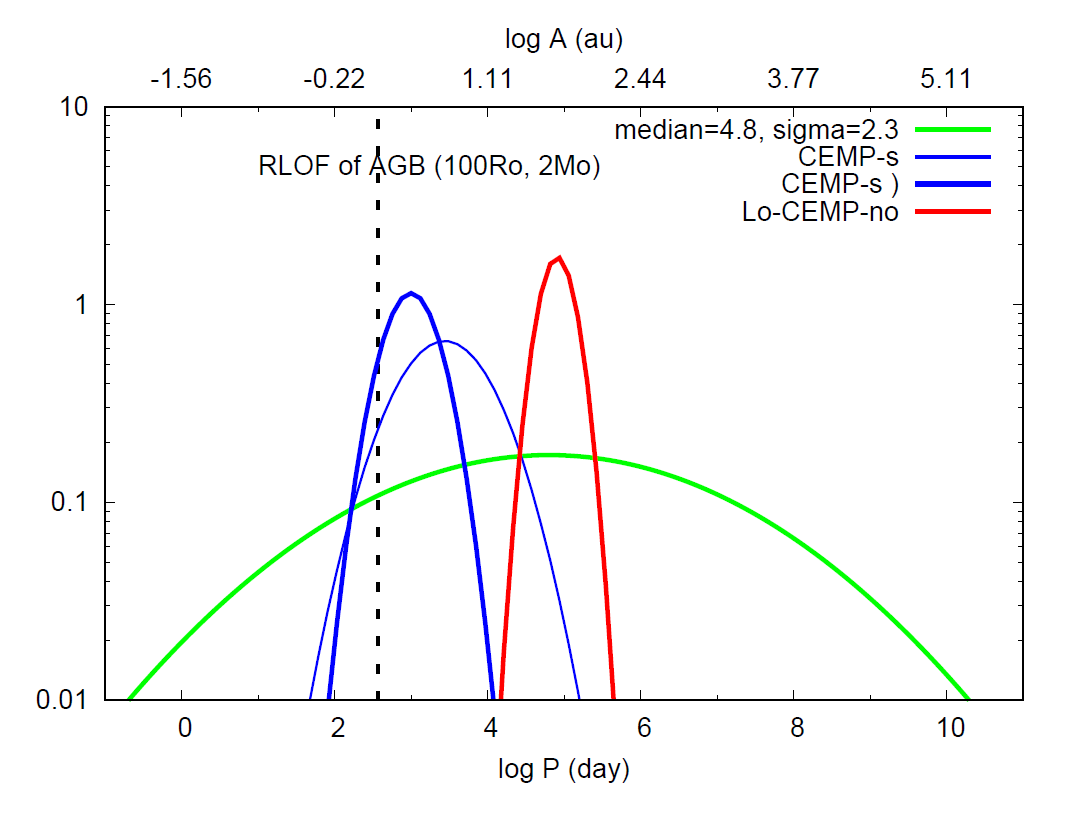 log A (au)
-1.56 -0.22 1.11 2.44 3.77 5.11
10
median=4.8, sigma=2.3
CEMP-s
RLOF of AGB (100Ro, 2Mo)
CEMP-s )
Lo-CEMP-no
1
0.1
0.01
0 2 4 6 8 10
log P (day)